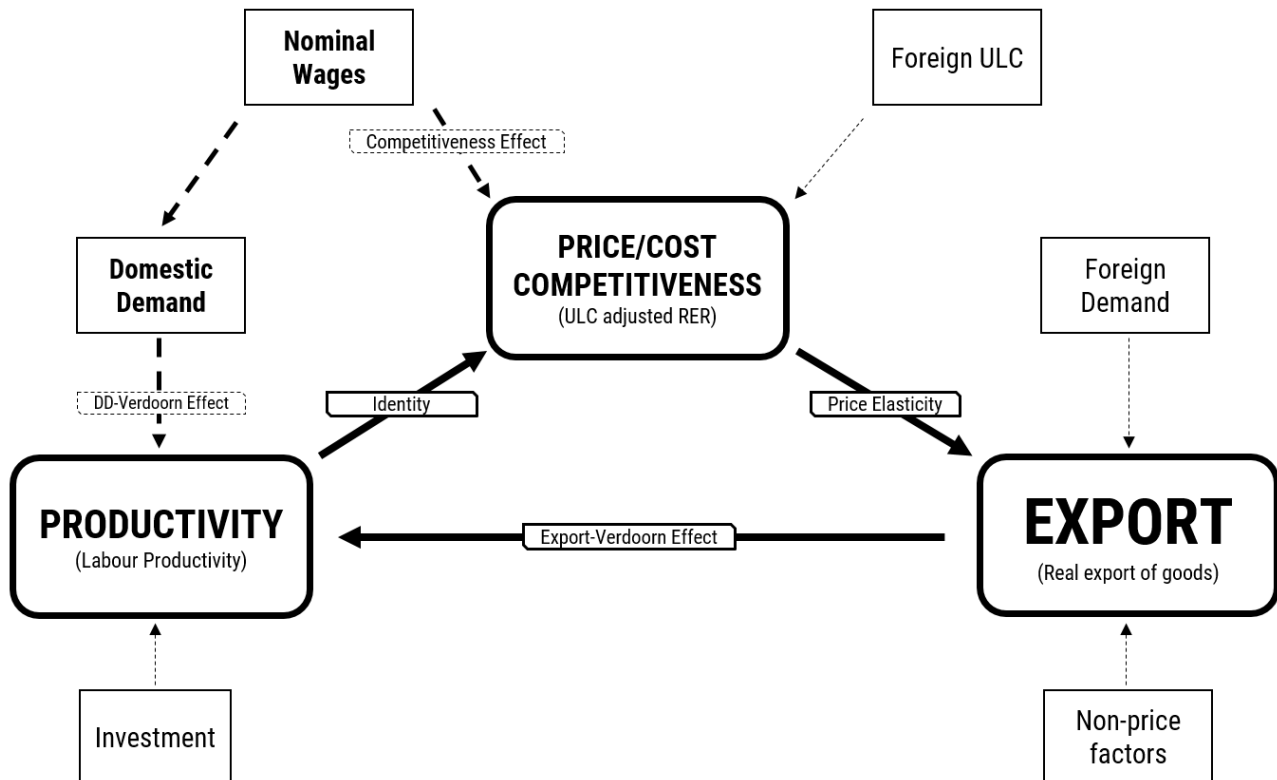 Nominal
Wages
Foreign ULC
Competitiveness Effect
PRICE/COST
COMPETITIVENESS
(ULC adjusted RER)
Domestic
Demand
Foreign
Demand
DD-Verdoorn Effect
Identity
Price Elasticity
PRODUCTIVITY
(Labour Productivity)
Export-Verdoorn Effect
EXPORT
(Real export of goods)
Investment
Non-price
factors